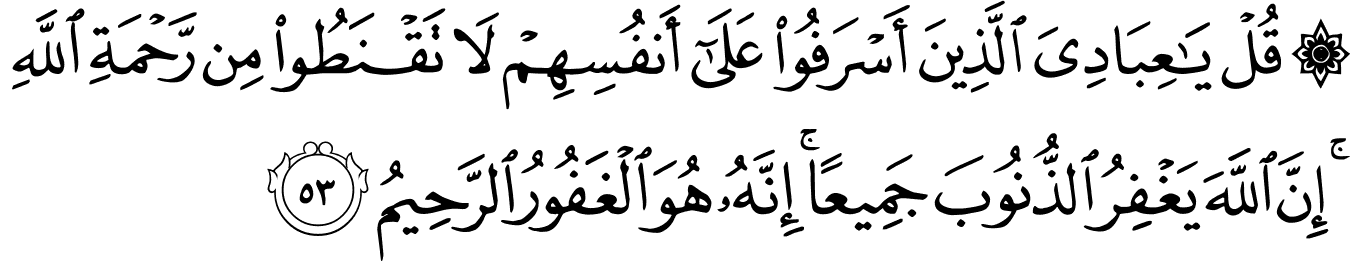 ۞ قُلْ يَٰعِبَادِىَ ٱلَّذِينَ أَسْرَفُوا۟ عَلَىٰٓ أَنفُسِهِمْ لَا تَقْنَطُوا۟ مِن رَّحْمَةِ ٱللَّهِ
ۚ إِنَّ ٱللَّهَ يَغْفِرُ ٱلذُّنُوبَ جَمِيعًا ۚ إِنَّهُۥ هُوَ ٱلْغَفُورُ ٱلرَّحِيمُ ٥٣